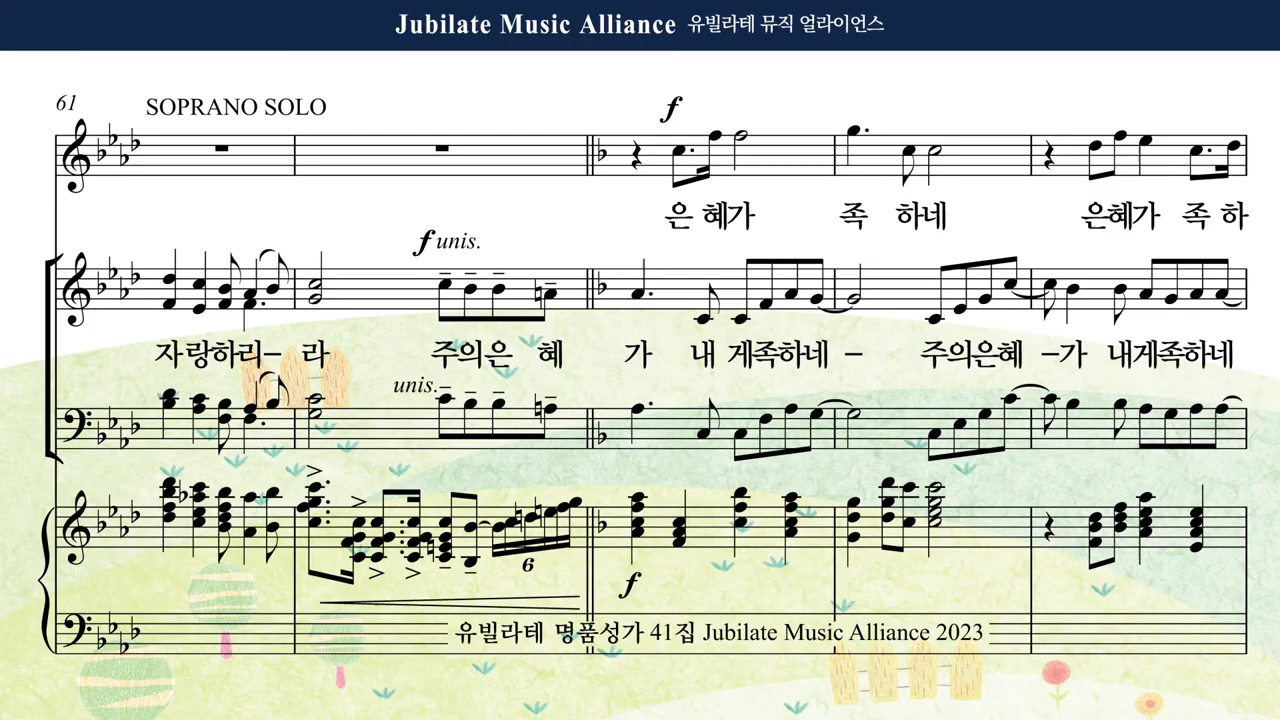 Jubilate Music Alliance 유빌라테 뮤직 얼라이언스
61
SOPRANO SOLO
f
은 혜가 족 하네 은혜가 족 하
f unis.
자랑하리– 라 주의은 혜 가 내 게족하네 – 주의은혜 –가 내게족하네
unis.
6
f
유빌라테 명품성가 41집 Jubilate Music Alliance 2023